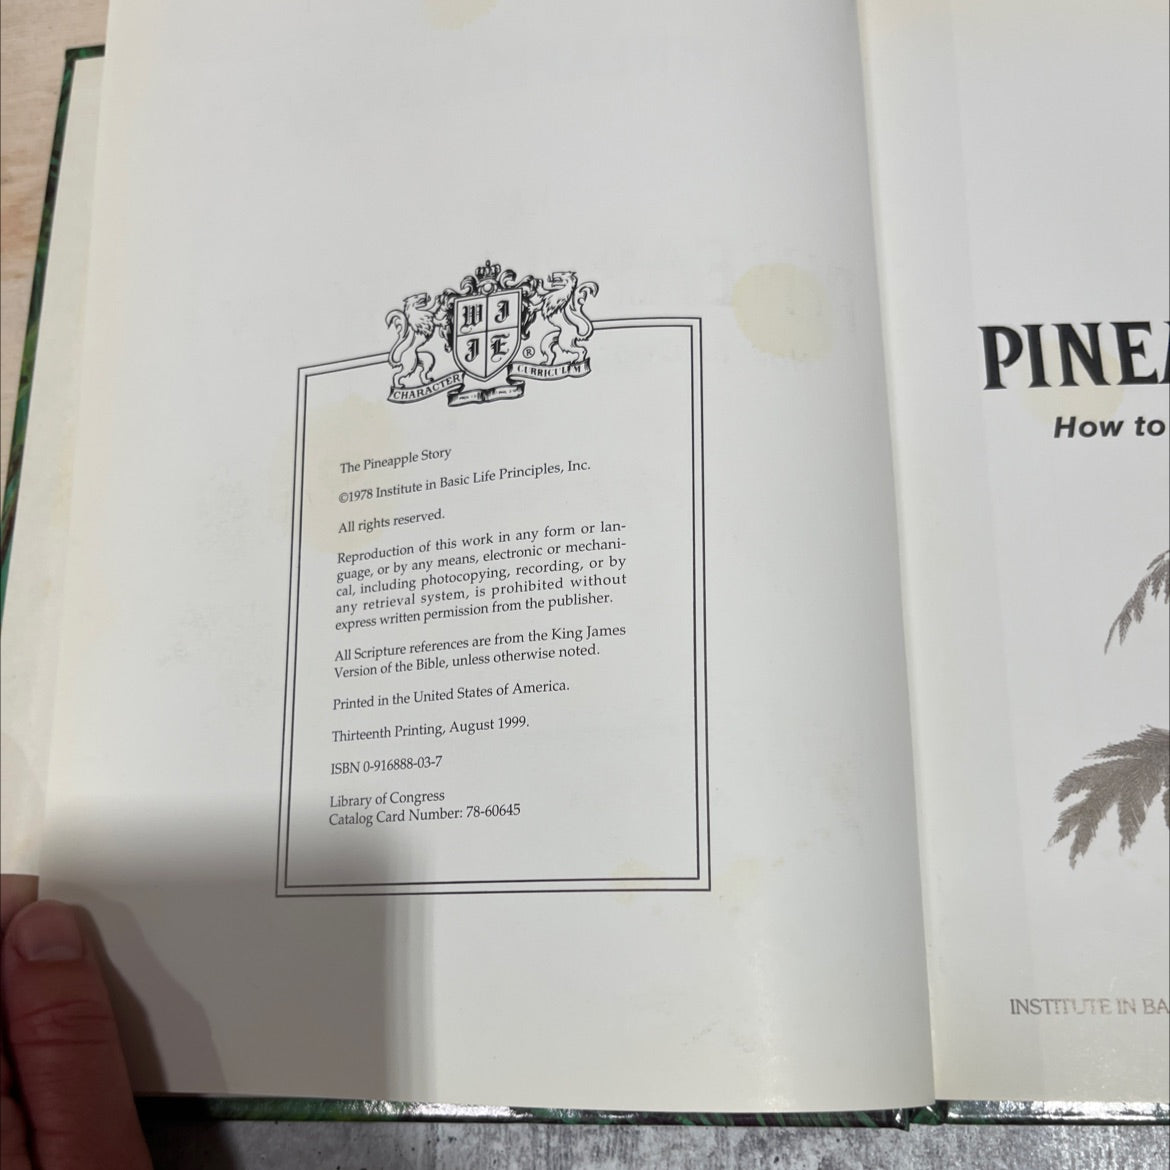 W I
I E
®
CHARACTER CURRICULUM
The Pineapple Story
©1978 Institute in Basic Life Principles, Inc.
All rights reserved.
Reproduction of this work in any form or lan-
guage, or by any means, electronic or mechani-
cal, including photocopying, recording, or by
any retrieval system, is prohibited without
express written permission from the publisher.
All Scripture references are from the King James
Version of the Bible, unless otherwise noted.
Printed in the United States of America.
Thirteenth Printing, August 1999.
ISBN 0-916888-03-7
Library of Congress
Catalog Card Number: 78-60645
PINEA
How to
INSTITUTE IN BA